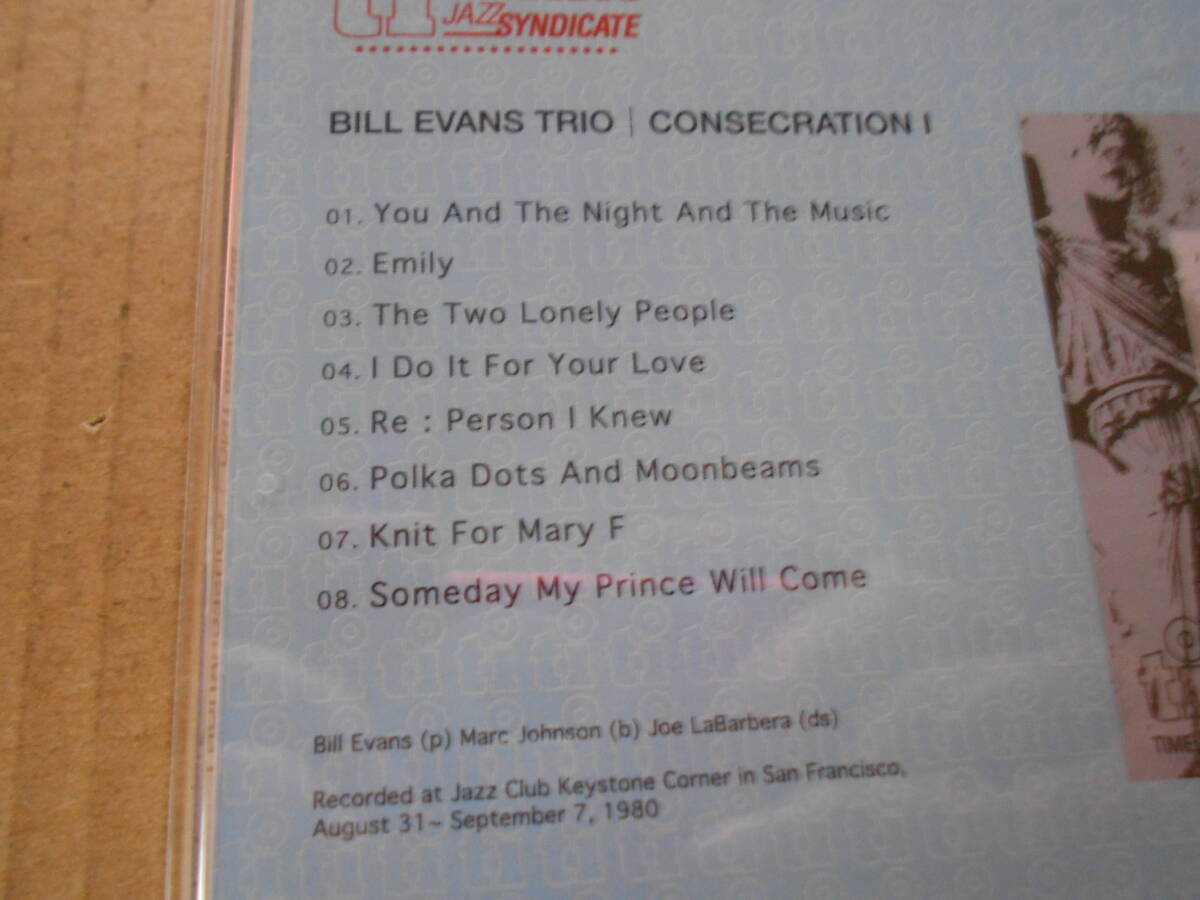 ti JAZZ SYNDICATE
BILL EVANS TRIO | CONSECRATION I
01. You And The Night And The Music
02. Emily
03. The Two Lonely People
04. I Do It For Your Love
05. Re : Person I Knew
06. Polka Dots And Moonbeams
07. Knit For Mary F
08. Someday My Prince Will Come
Bill Evans (p) Marc Johnson (b) Joe LaBarbera (ds)
Recorded at Jazz Club Keystone Corner in San Francisco,
August 31~ September 7, 1980
ti